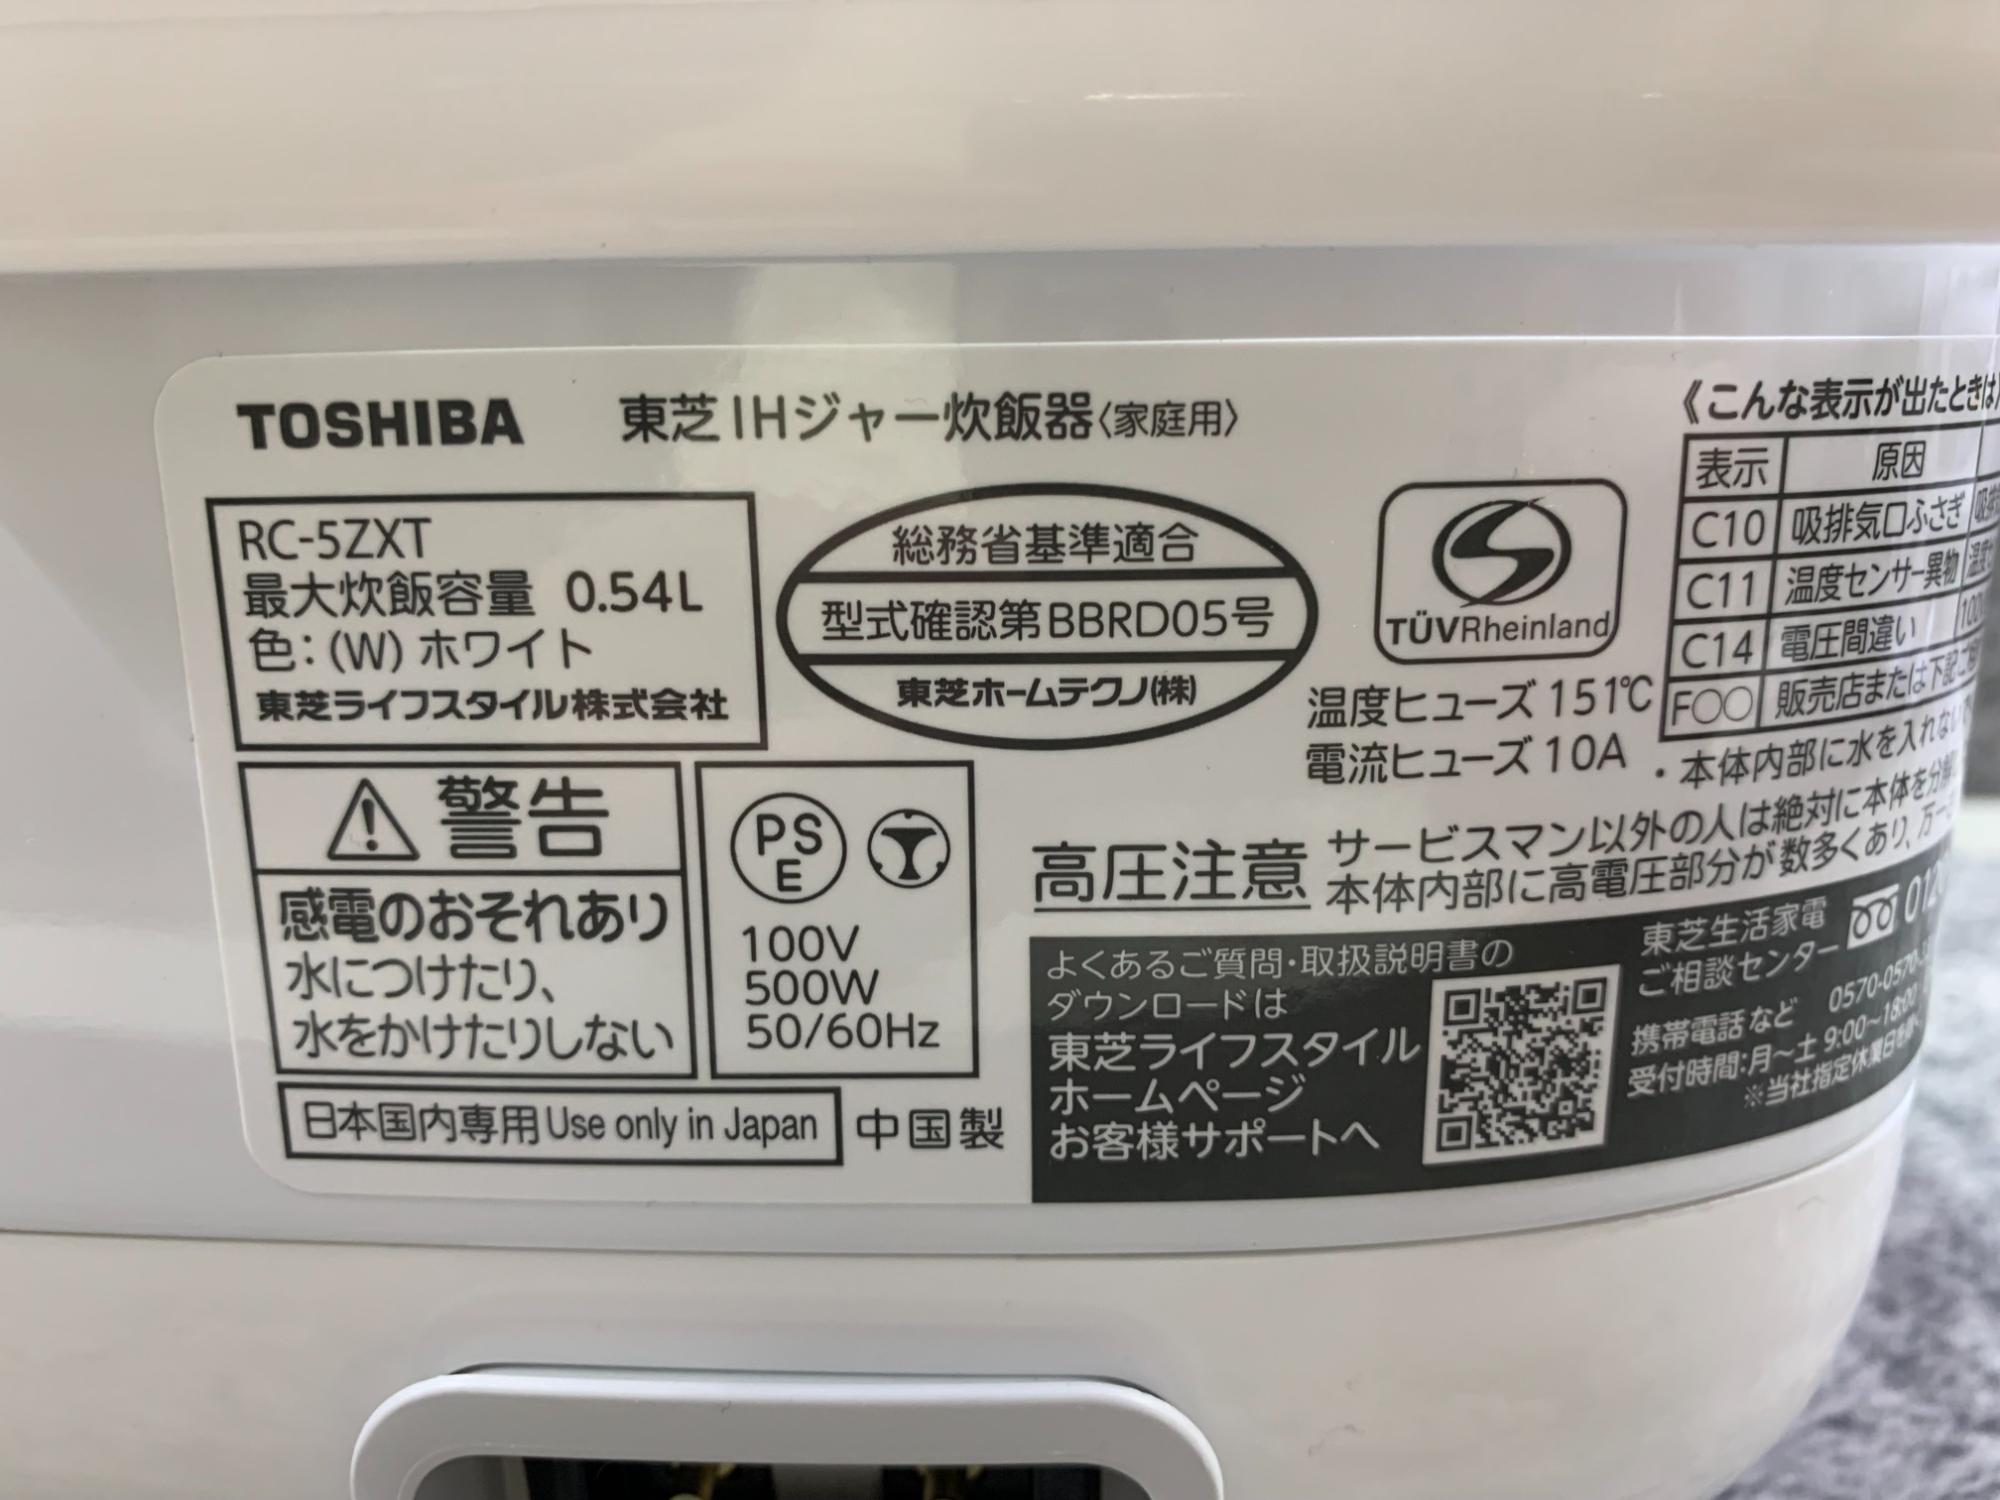 TOSHIBA 東芝IHジャー炊飯器〈家庭用〉
RC-5ZXT
最大炊飯容量 0.54L
色:(W)ホワイト
東芝ライフスタイル株式会社
総務省基準適合
型式確認第BBRD05号
東芝ホームテクノ(株)
TÜVRheinland
温度ヒューズ 151℃
電流ヒューズ 10A
《こんな表示が出たときは》
表示 原因
C10 吸排気口ふさぎ
C11 温度センサー異物
C14 電圧間違い
F○○ 販売店または下記
・本体内部に水を入れない
警告
感電のおそれあり
水につけたり、
水をかけたりしない
PS
E
100V
500W
50/60Hz
日本国内専用 Use only in Japan
中国製
高圧注意
サービスマン以外の人は絶対に本体を
本体内部に高電圧部分が数多くあり、万一
よくあるご質問・取扱説明書の
ダウンロードは
東芝ライフスタイル
ホームページ
お客様サポートへ
東芝生活家電
ご相談センター
携帯電話など 0570-0570-
受付時間:月～土 9:00～18:00
※当社指定休業日を除く